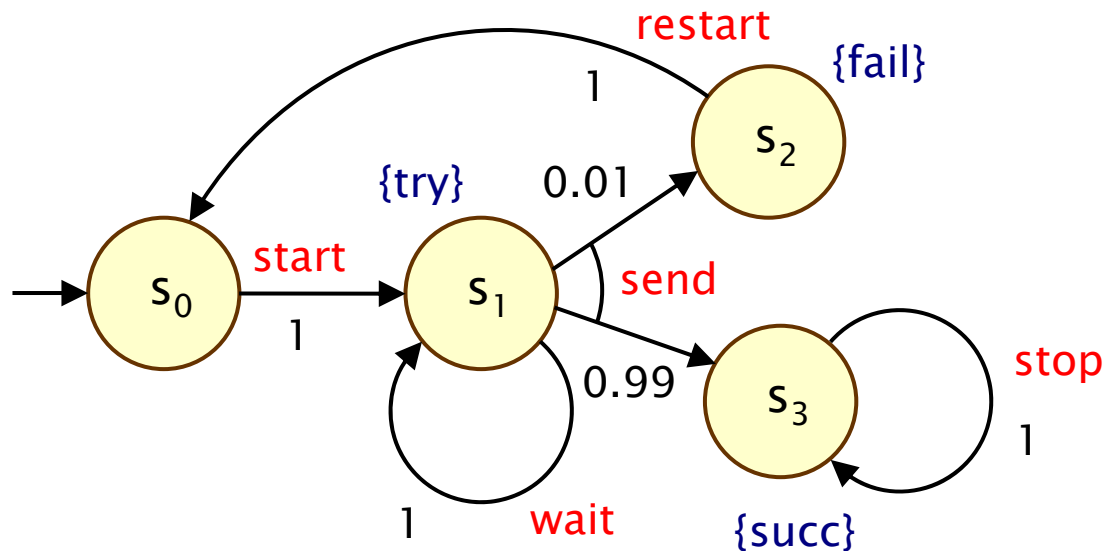 restart
1
{fail}
s2
{try}
0.01
start
s0
s1
send
1
0.99
s3
stop
1
1
wait
{succ}